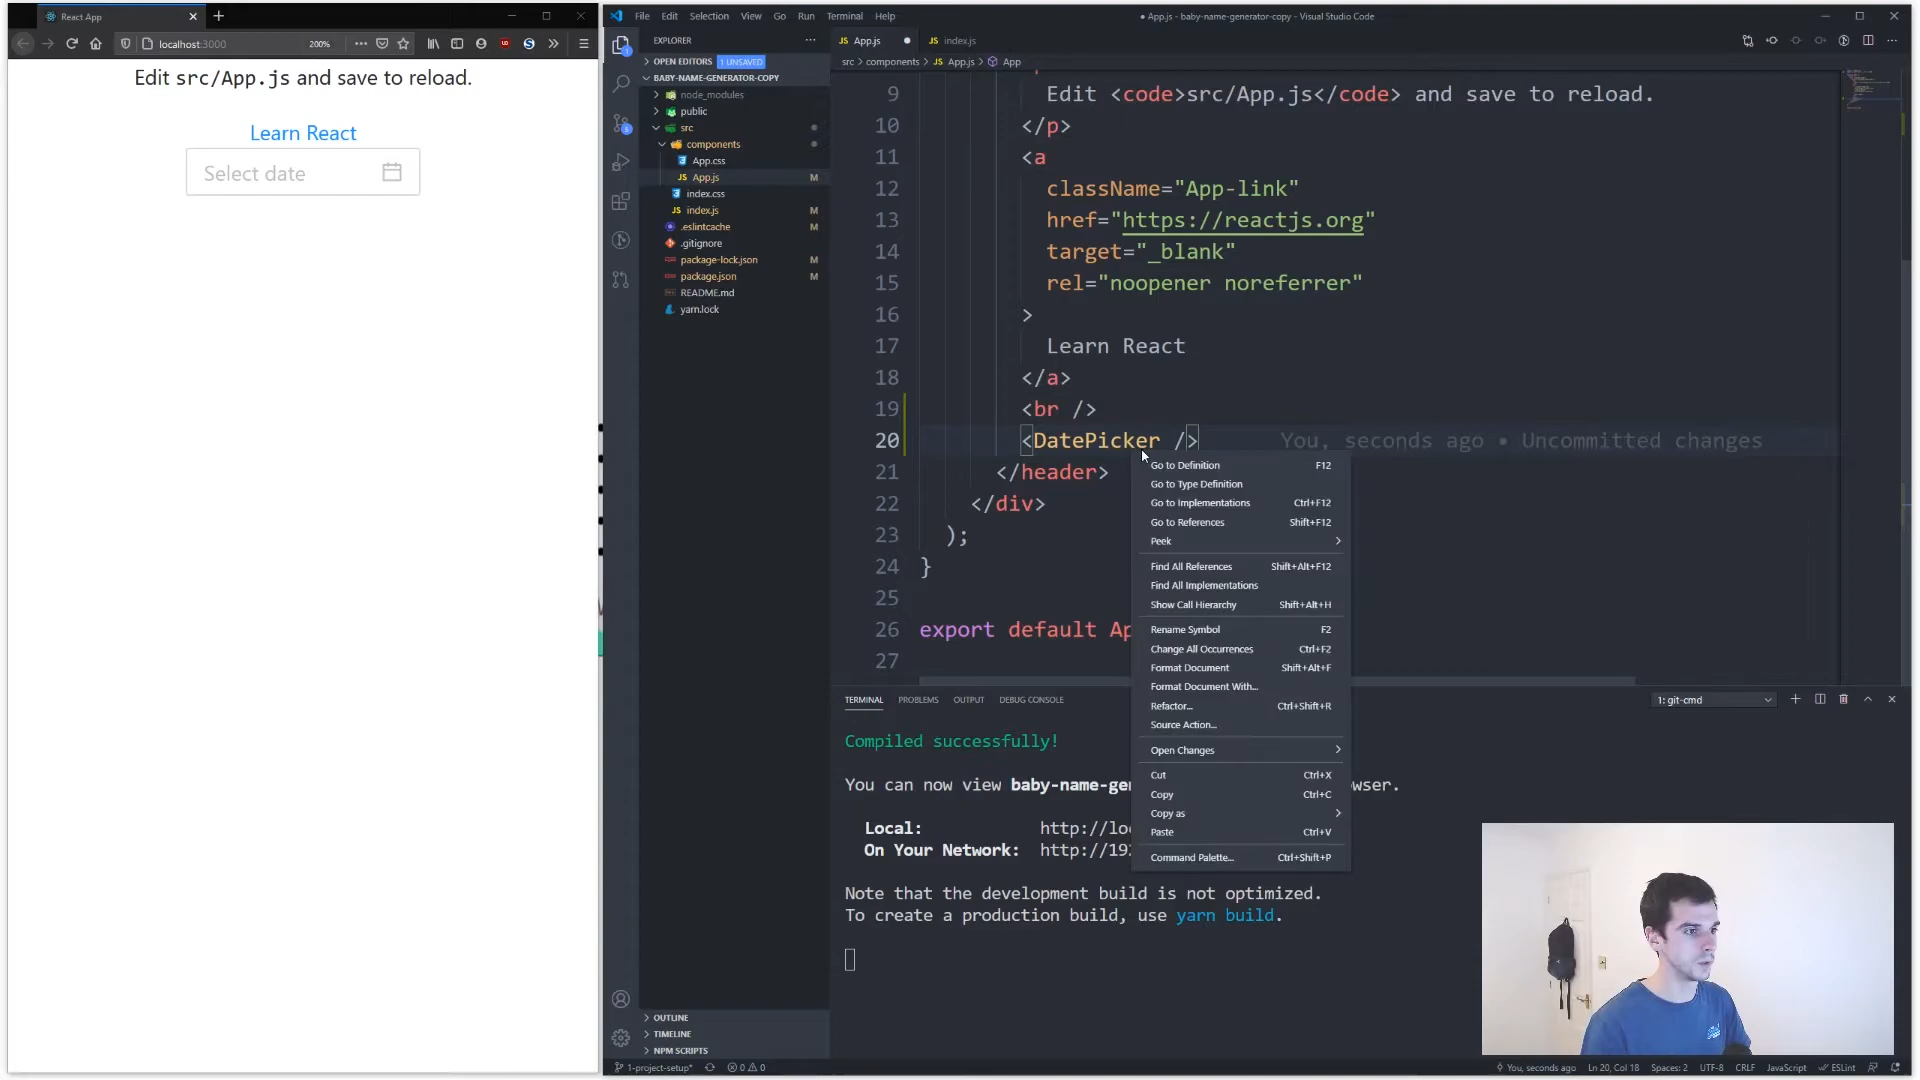 React App
localhost:3000
200%
Edit src/App.js and save to reload.
Learn React
Select date
File Edit Selection View Go Run Terminal Help
● App.js - baby-name-generator-copy - Visual Studio Code
EXPLORER
OPEN EDITORS 1 UNSAVED
BABY-NAME-GENERATOR-COPY
node_modules
public
src
components
App.css
JS App.js M
index.css
JS index.js M
.eslintcache M
.gitignore
package-lock.json M
package.json M
README.md
yarn.lock
OUTLINE
TIMELINE
NPM SCRIPTS
JS App.js ● JS index.js
src > components > JS App.js > App
9 Edit <code>src/App.js</code> and save to reload.
10 </p>
11 <a
12 className="App-link"
13 href="https://reactjs.org"
14 target="_blank"
15 rel="noopener noreferrer"
16 >
17 Learn React
18 </a>
19 <br />
20 <DatePicker /> You, seconds ago • Uncommitted changes
21 </header>
22 </div>
23 );
24 }
25
26 export default Ap
27
Go to Definition F12
Go to Type Definition
Go to Implementations Ctrl+F12
Go to References Shift+F12
Peek
Find All References Shift+Alt+F12
Find All Implementations
Show Call Hierarchy Shift+Alt+H
Rename Symbol F2
Change All Occurrences Ctrl+F2
Format Document Shift+Alt+F
Format Document With...
Refactor... Ctrl+Shift+R
Source Action...
Open Changes
Cut Ctrl+X
Copy Ctrl+C
Copy as
Paste Ctrl+V
Command Palette... Ctrl+Shift+P
TERMINAL PROBLEMS OUTPUT DEBUG CONSOLE
1: git-cmd
Compiled successfully!
You can now view baby-name-ge wser.
Local: http://lo
On Your Network: http://19
Note that the development build is not optimized.
To create a production build, use yarn build.
1-project-setup* 0 0
You, seconds ago Ln 20, Col 18 Spaces: 2 UTF-8 CRLF JavaScript ESLint